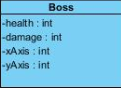 Boss
-health : int
-damage : int
-xAxis : int
-yAxis : int